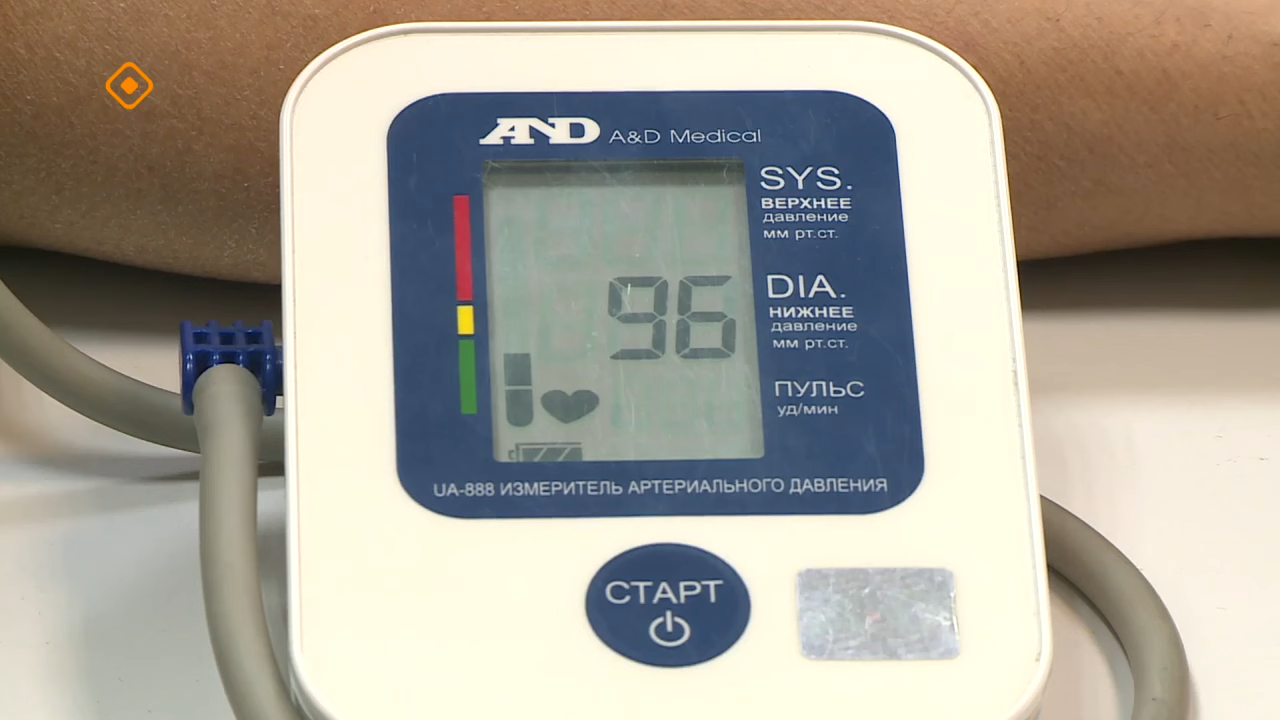 AND A&D Medical
SYS.
ВЕРХНЕЕ
давление
мм рт.ст.
96
DIA.
НИЖНЕЕ
давление
мм рт.ст.
ПУЛЬС
уд/мин
UA-888 ИЗМЕРИТЕЛЬ АРТЕРИАЛЬНОГО ДАВЛЕНИЯ
СТАРТ